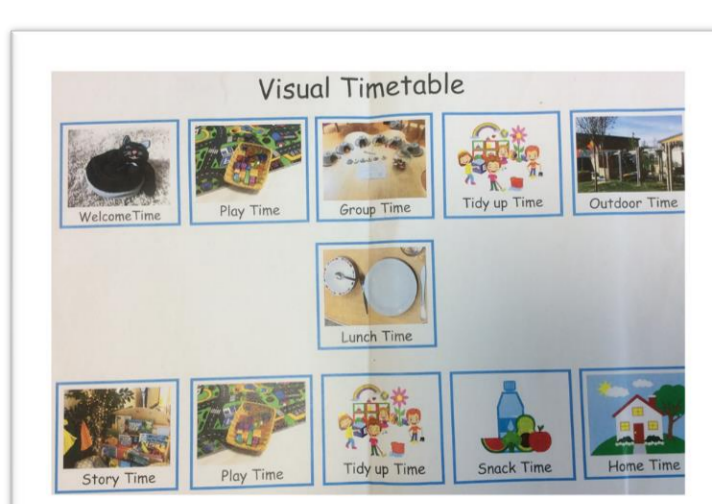 Visual Timetable
WelcomeTime
Play Time
Group Time
Tidy up Time
Outdoor Time
Lunch Time
Story Time
Play Time
Tidy up Time
Snack Time
Home Time